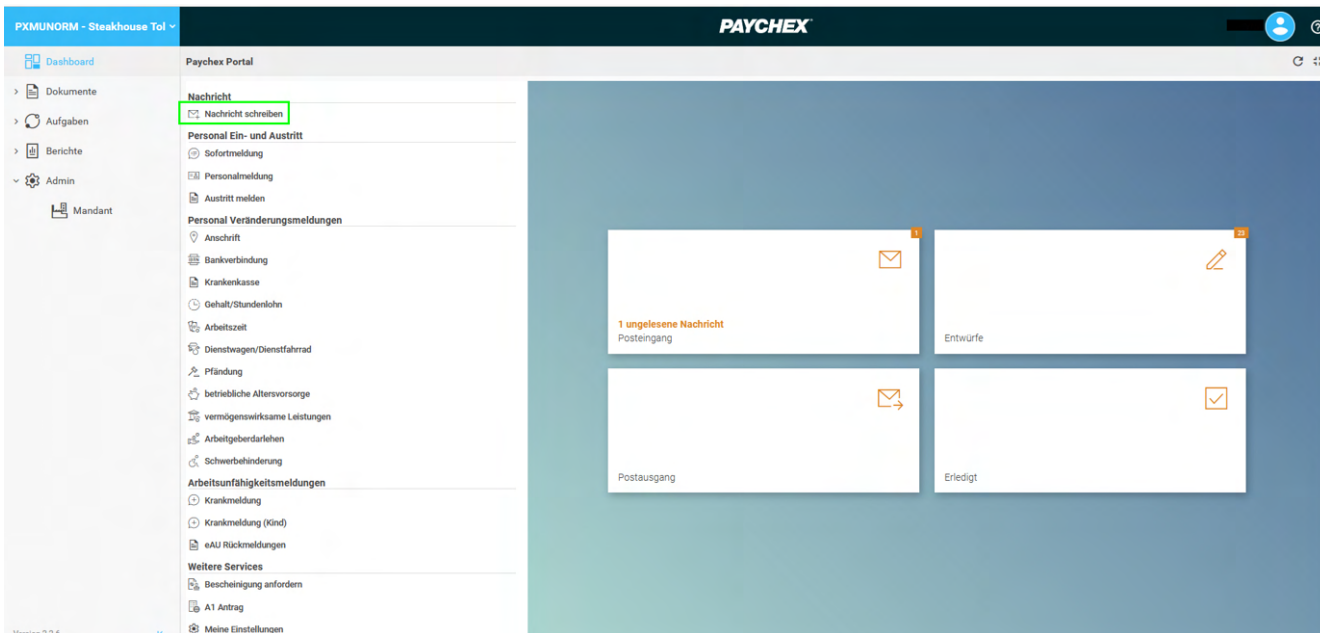 PXMUNORM - Steakhouse Tol
PAYCHEX
Dashboard
Paychex Portal
Dokumente
Aufgaben
Berichte
Admin
Mandant
Nachricht
Nachricht schreiben
Personal Ein- und Austritt
Sofortmeldung
Personalmeldung
Austritt melden
Personal Veränderungsmeldungen
Anschrift
Bankverbindung
Krankenkasse
Gehalt/Stundenlohn
Arbeitszeit
Dienstwagen/Dienstfahrrad
Pfändung
betriebliche Altersvorsorge
vermögenswirksame Leistungen
Arbeitgeberdarlehen
Schwerbehinderung
Arbeitsunfähigkeitsmeldungen
Krankmeldung
Krankmeldung (Kind)
eAU Rückmeldungen
Weitere Services
Bescheinigung anfordern
A1 Antrag
Meine Einstellungen
1
1 ungelesene Nachricht
Posteingang
23
Entwürfe
Postausgang
Erledigt